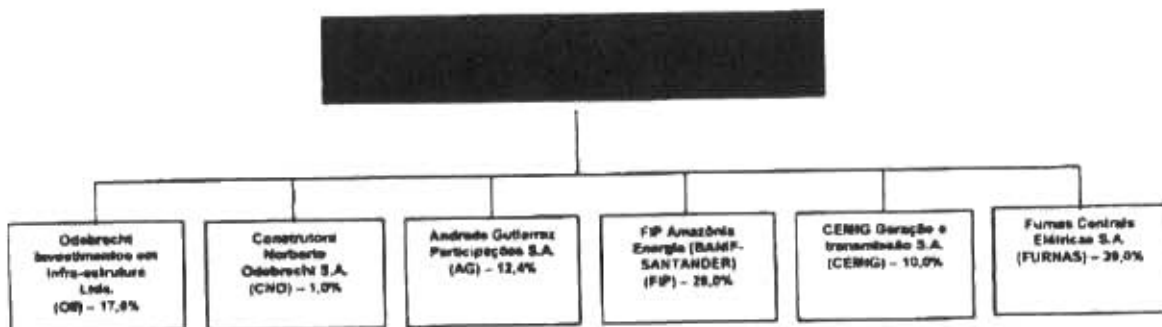 Odebrecht
Investimentos em
Infra-estrutura
Ltda.
(OII) – 17,6%
Construtora
Norberto
Odebrecht S.A.
(CNO) – 1,0%
Andrade Gutierrez
Participações S.A.
(AG) – 12,4%
FIP Amazônia
Energia (BANIF-
SANTANDER)
(FIP) – 20,0%
CEMIG Geração e
transmissão S.A.
(CEMIG) – 10,0%
Furnas Centrais
Elétricas S.A.
(FURNAS) – 39,0%